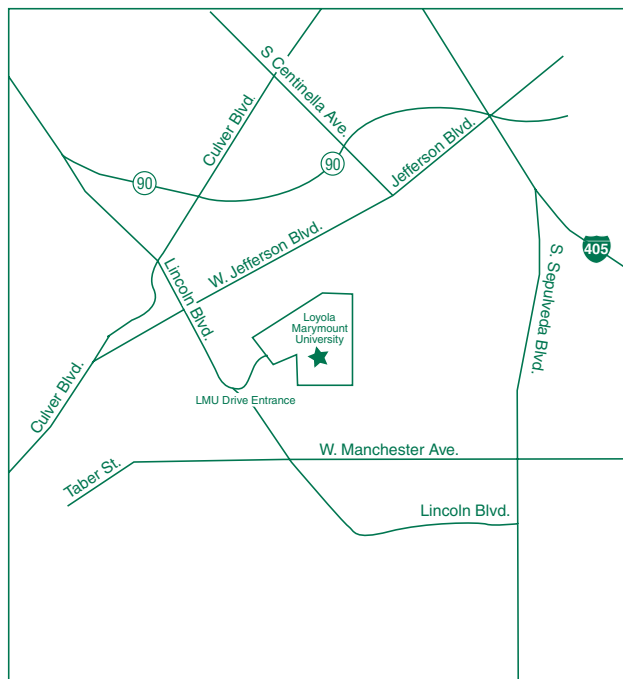 S Centinella Ave.
Culver Blvd.
Jefferson Blvd.
90
90
W. Jefferson Blvd.
405
S. Sepulveda Blvd.
Lincoln Blvd.
Loyola
Marymount
University
LMU Drive Entrance
Culver Blvd.
W. Manchester Ave.
Taber St.
Lincoln Blvd.